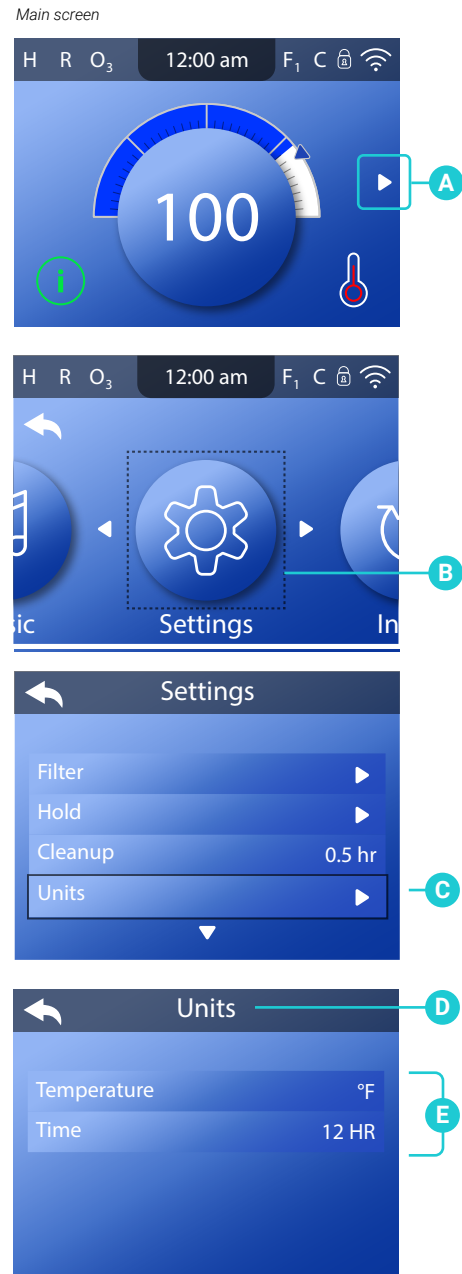 Main screen
H R O₃ 12:00 am F₁ C
100
i
A
H R O₃ 12:00 am F₁ C
B
ic Settings In
Settings
Filter
Hold
Cleanup 0.5 hr
Units
C
Units
D
Temperature °F
Time 12 HR
E